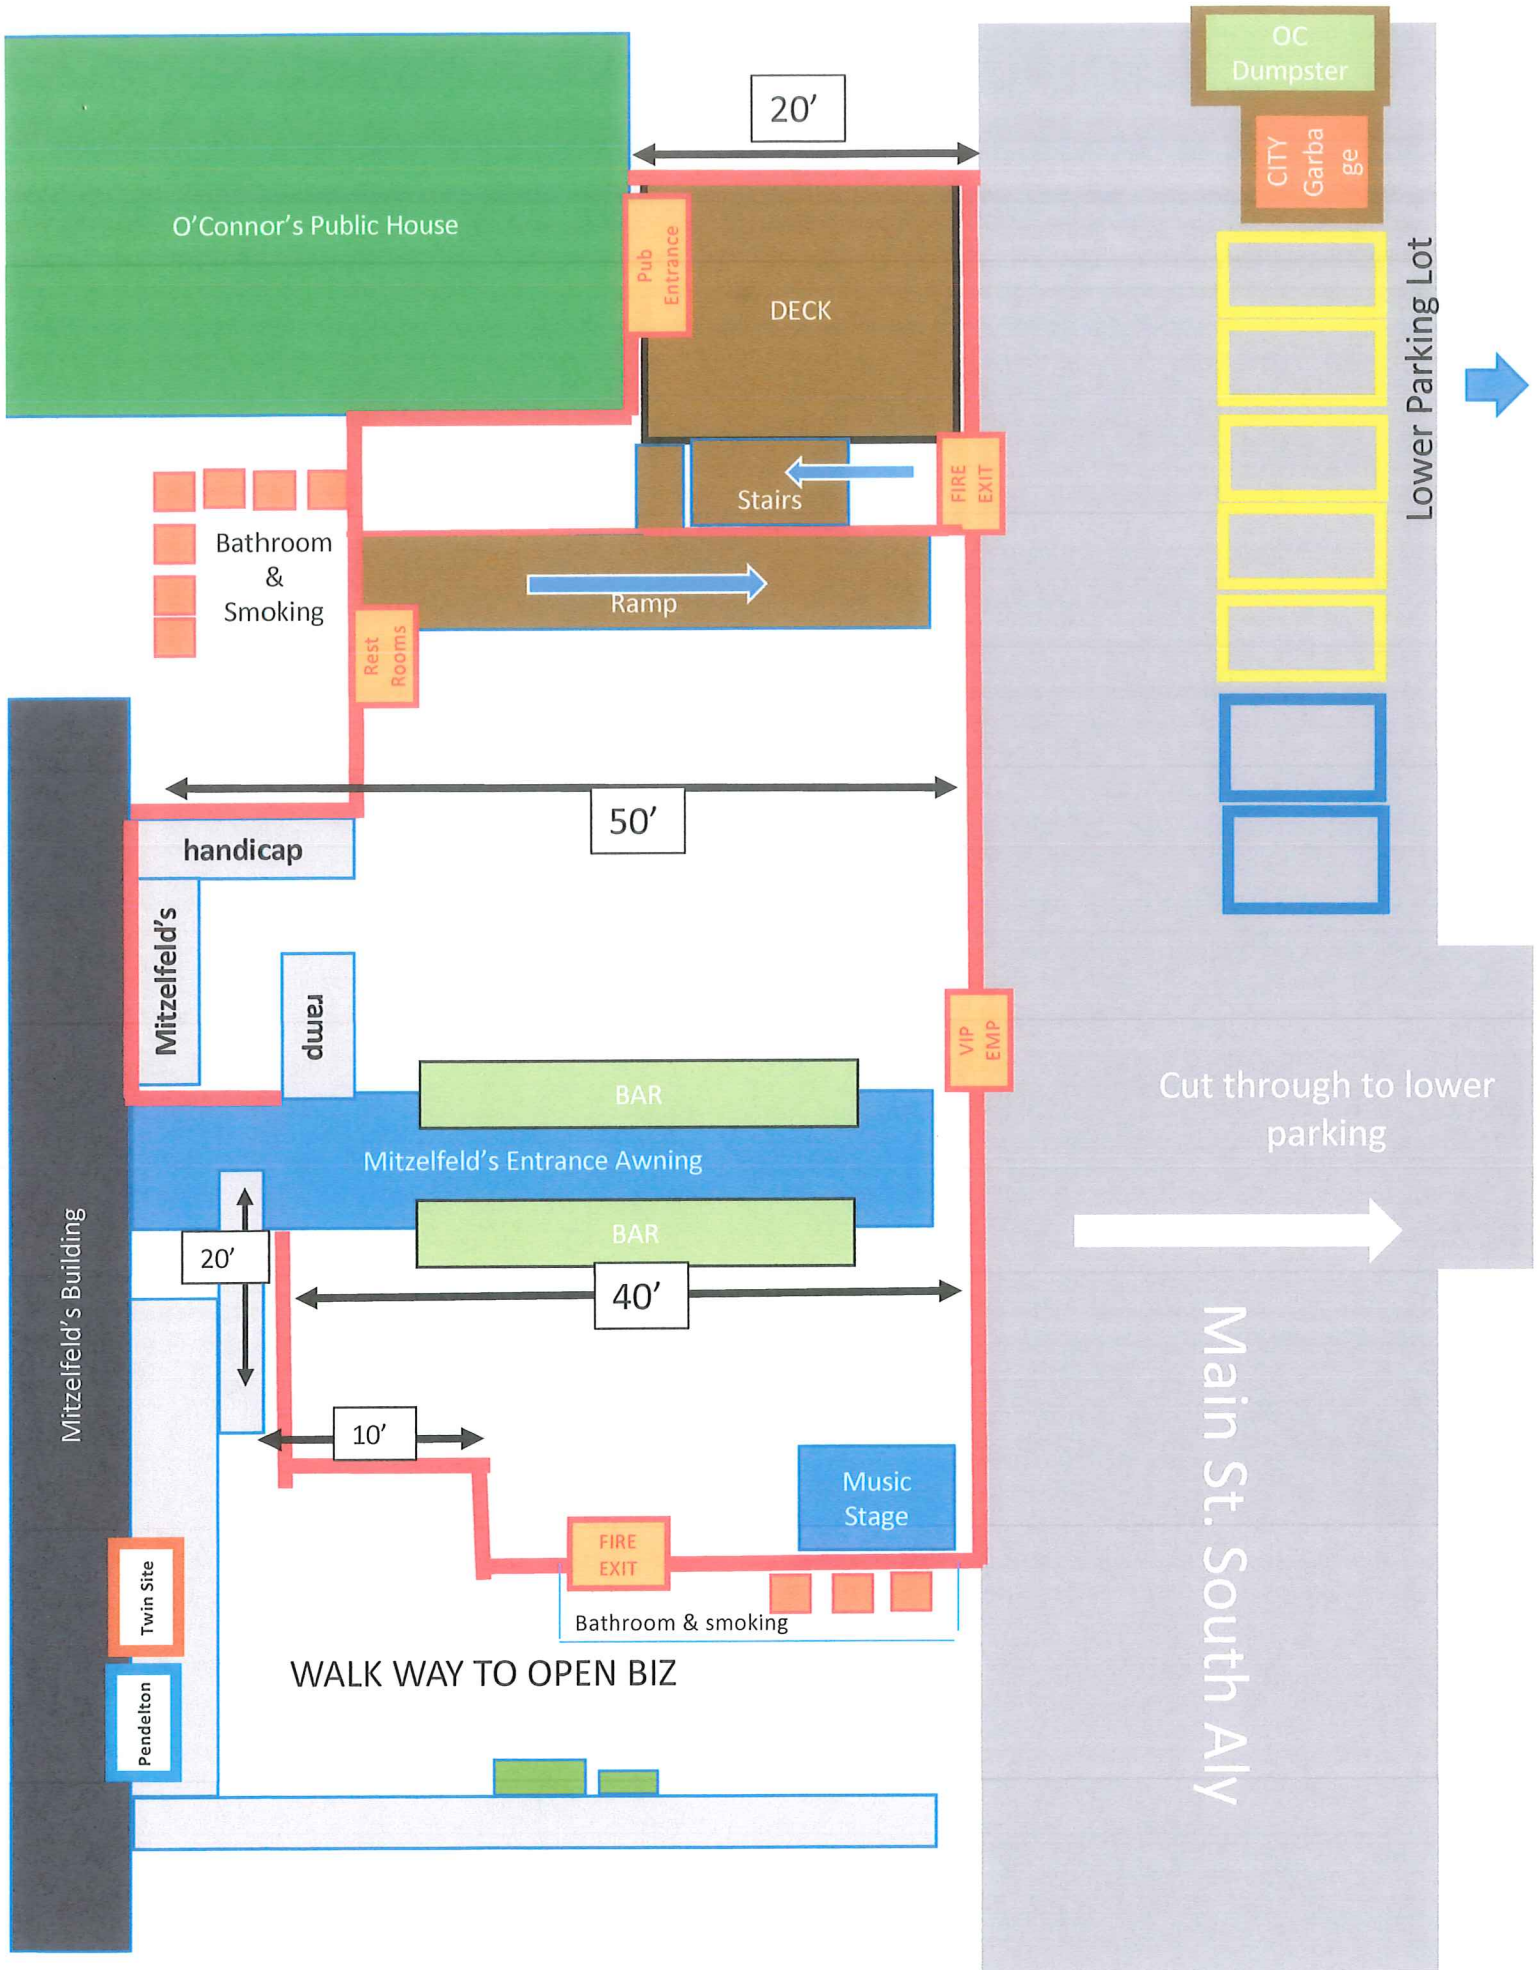 OC
Dumpster
20’
CITY
Garba
ge
O’Connor’s Public House
Pub
Entrance
DECK
Lower Parking Lot
FIRE
EXIT
Stairs
Bathroom
&
Smoking
Ramp
Rest
Rooms
50’
handicap
Mitzelfeld’s
ramp
VIP
EMP
BAR
Cut through to lower
parking
Mitzelfeld’s Entrance Awning
BAR
20’
40’
Mitzelfeld’s Building
Main St. South Aly
10’
Music
Stage
FIRE
EXIT
Twin Site
Bathroom & smoking
WALK WAY TO OPEN BIZ
Pendelton